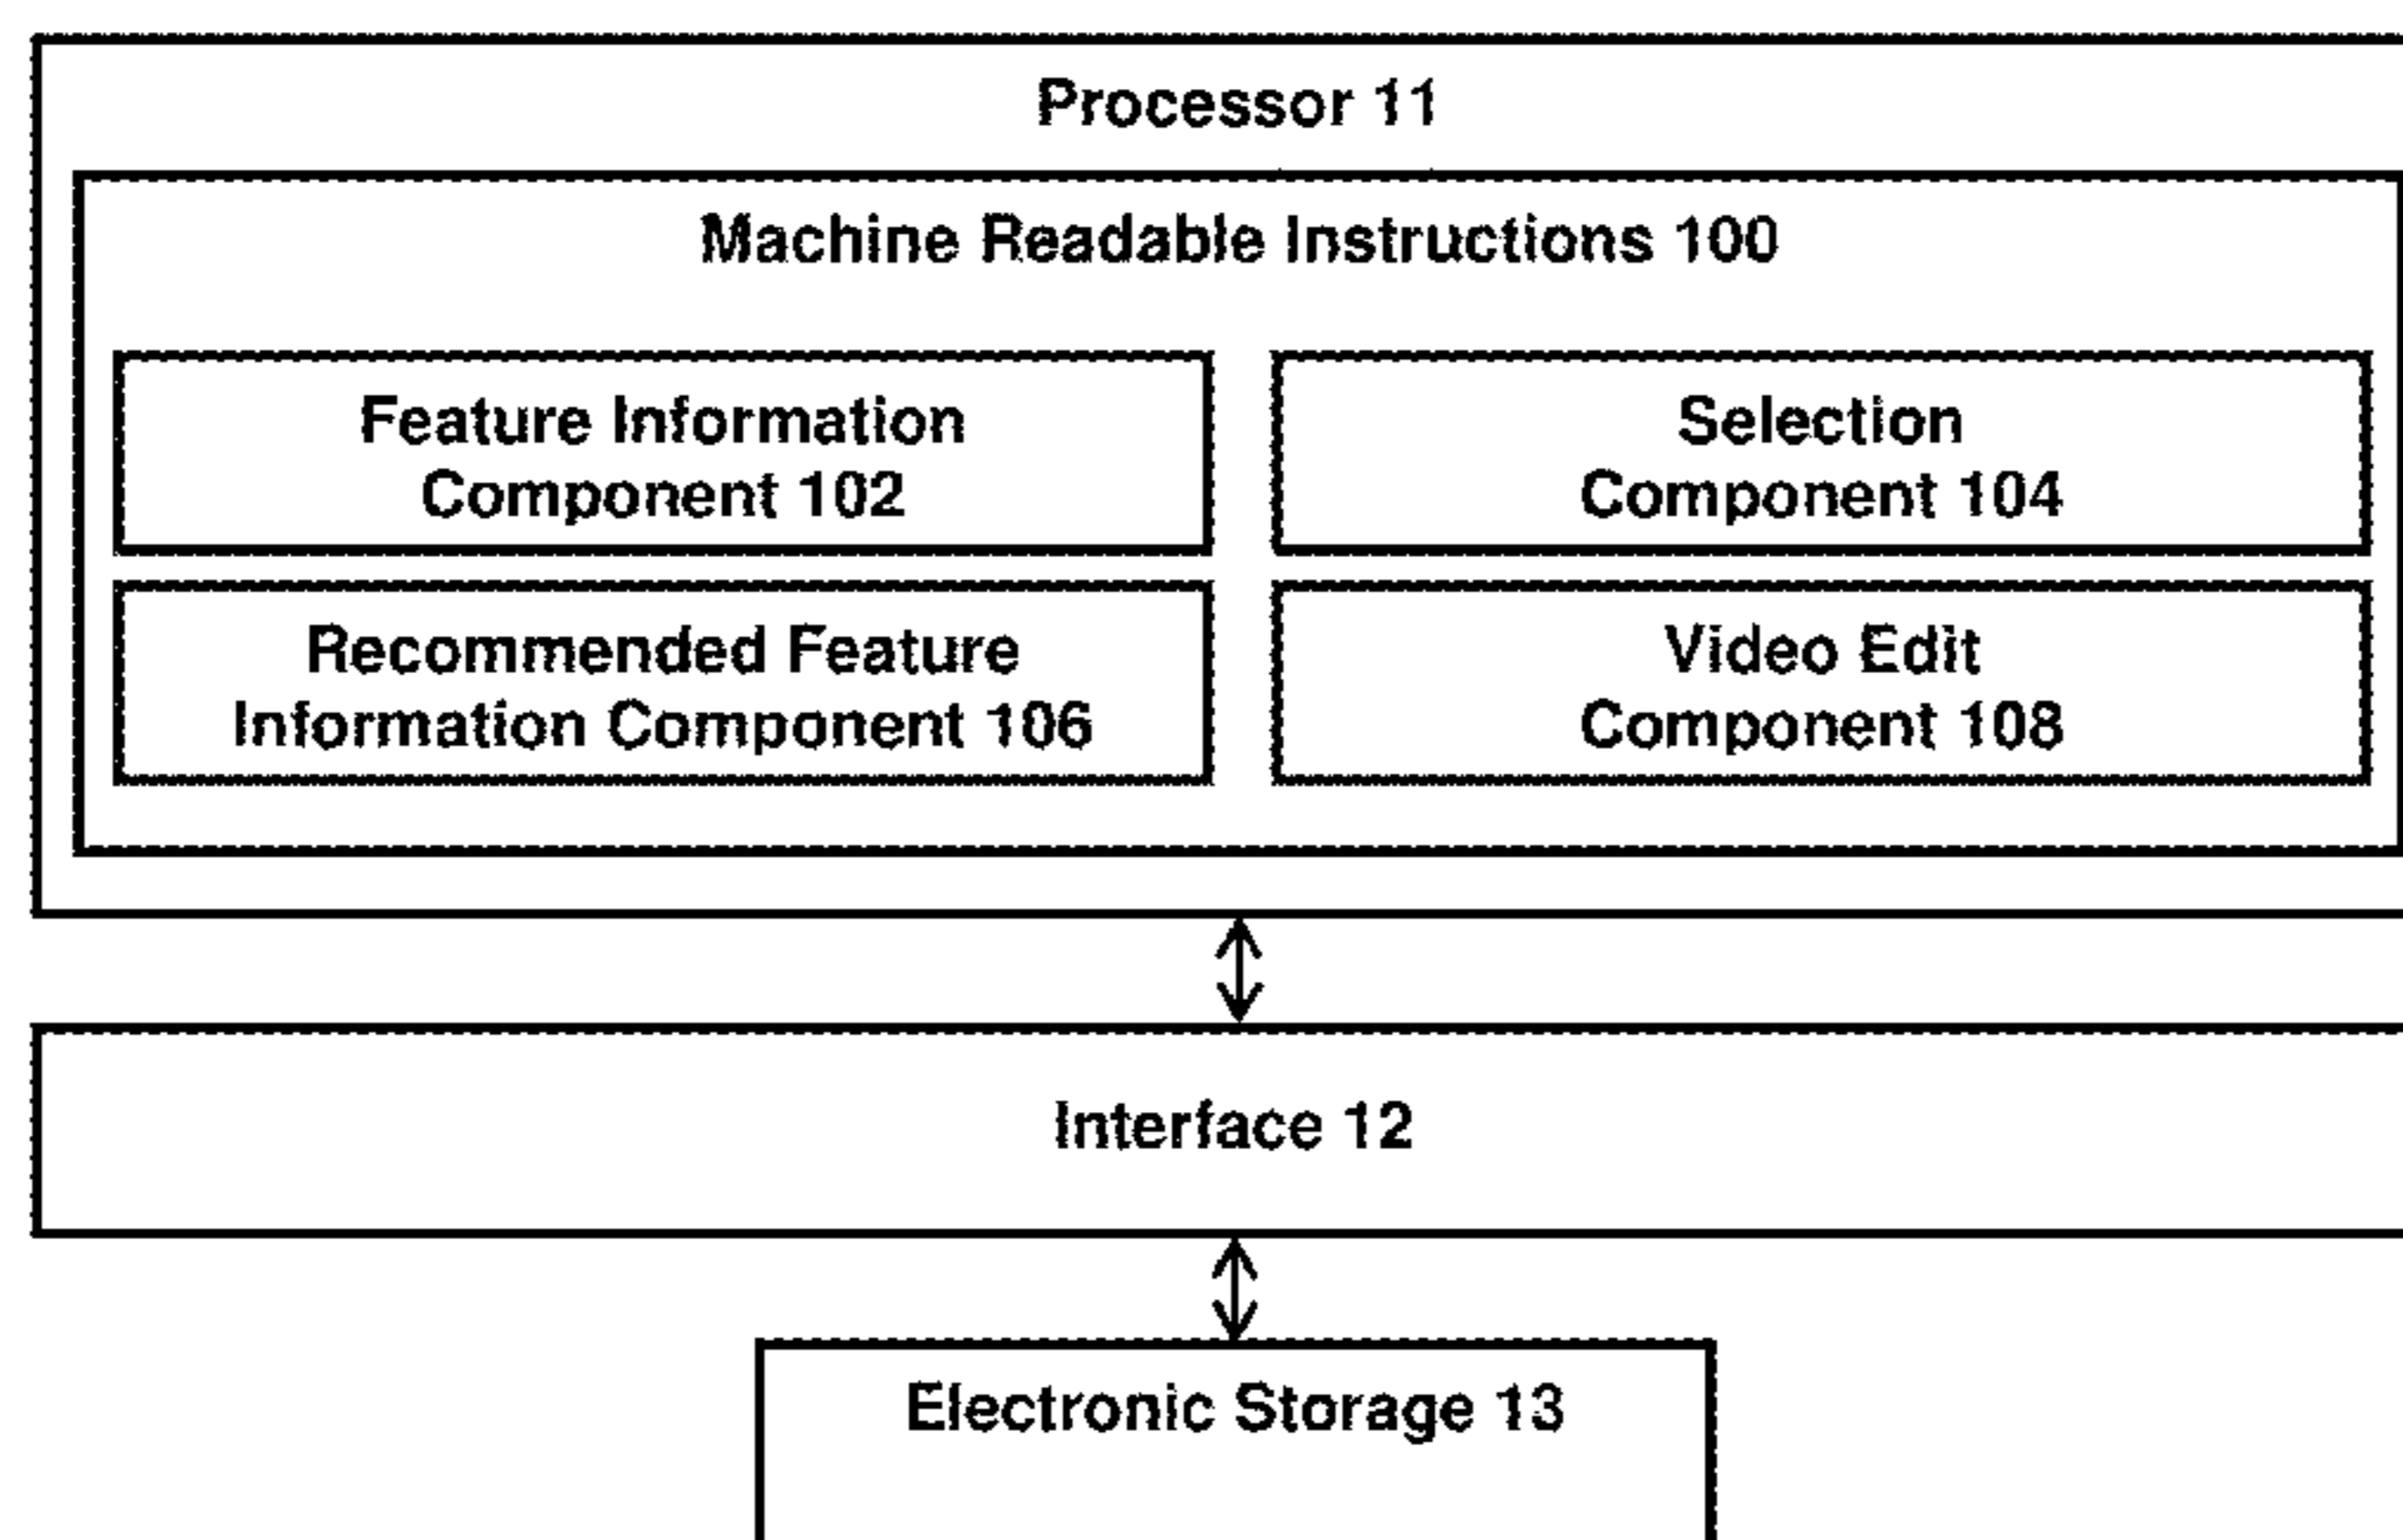 Processor 11
Machine Readable Instructions 100
Feature Information
Component 102
Selection
Component 104
Recommended Feature
Information Component 106
Video Edit
Component 108
Interface 12
Electronic Storage 13